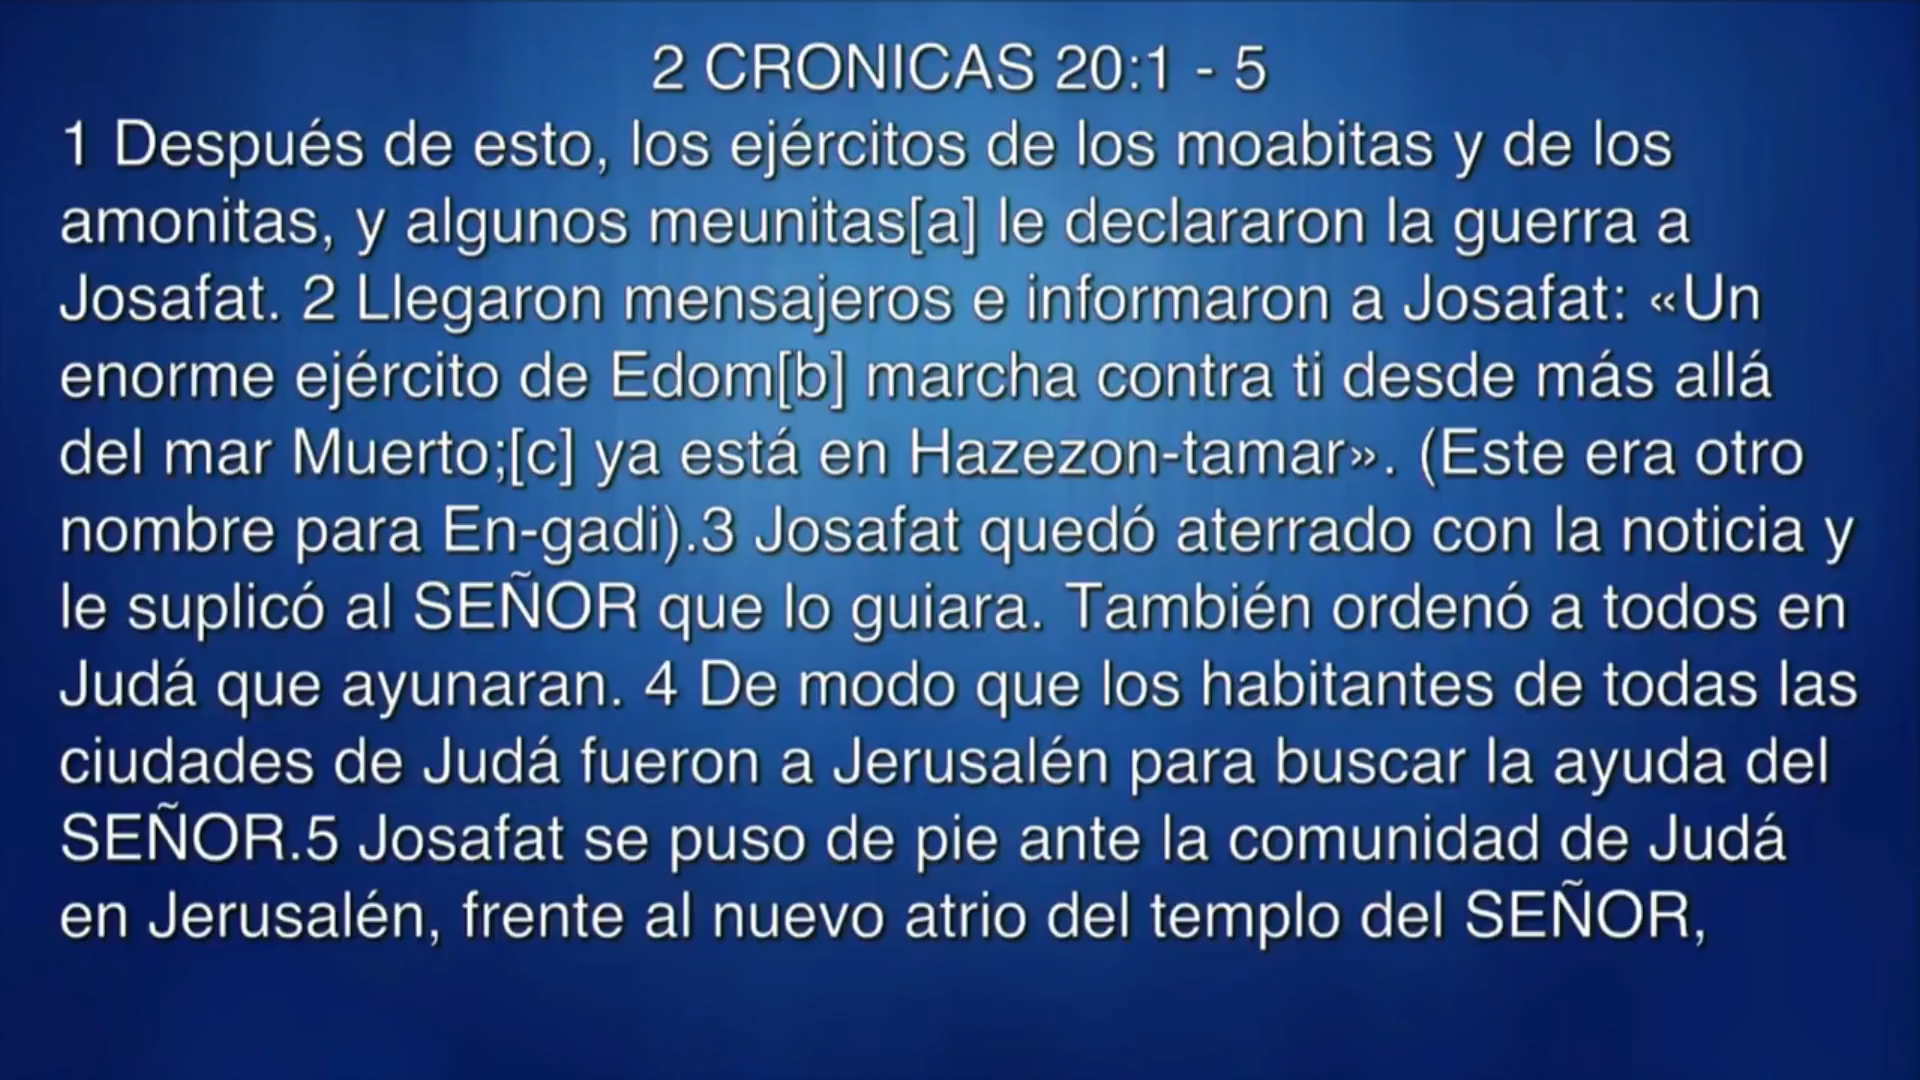 2 CRONICAS 20:1 - 5
1 Después de esto, los ejércitos de los moabitas y de los
amonitas, y algunos meunitas[a] le declararon la guerra a
Josafat. 2 Llegaron mensajeros e informaron a Josafat: «Un
enorme ejército de Edom[b] marcha contra ti desde más allá
del mar Muerto;[c] ya está en Hazezon-tamar». (Este era otro
nombre para En-gadi).3 Josafat quedó aterrado con la noticia y
le suplicó al SEÑOR que lo guiara. También ordenó a todos en
Judá que ayunaran. 4 De modo que los habitantes de todas las
ciudades de Judá fueron a Jerusalén para buscar la ayuda del
SEÑOR.5 Josafat se puso de pie ante la comunidad de Judá
en Jerusalén, frente al nuevo atrio del templo del SEÑOR,